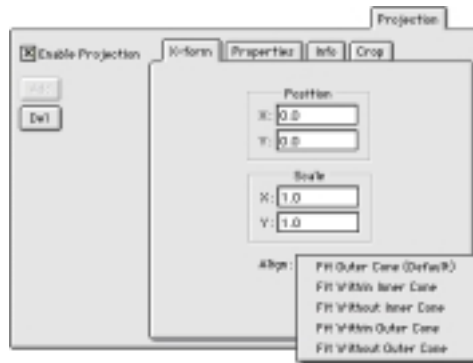 Projection
Enable Projection
X-form Properties Info Crop
Add
Del
Position
X: 0.0
Y: 0.0
Scale
X: 1.0
Y: 1.0
Align:
Fit Outer Cone (Default)
Fit Within Inner Cone
Fit Without Inner Cone
Fit Within Outer Cone
Fit Without Outer Cone